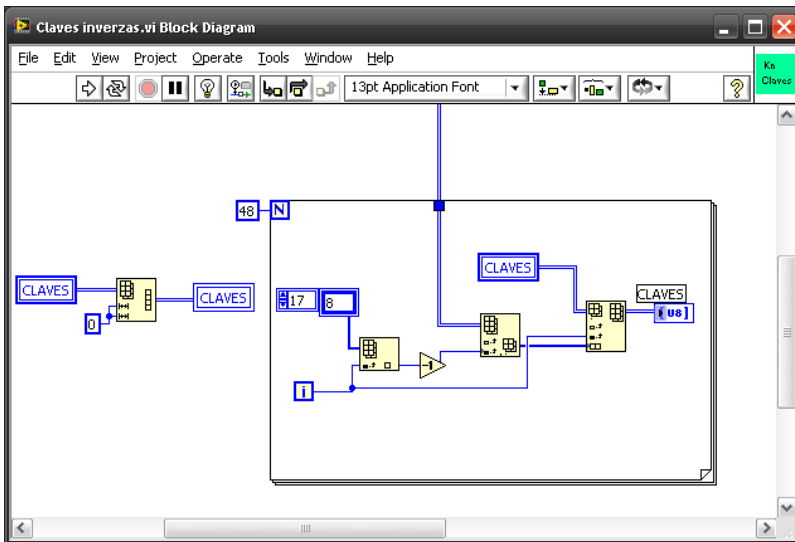 Claves inverzas.vi Block Diagram
File Edit View Project Operate Tools Window Help
13pt Application Font
?
Kn
Claves
48 N
CLAVES
CLAVES
0
17 8
i
-1
CLAVES
CLAVES
U8]